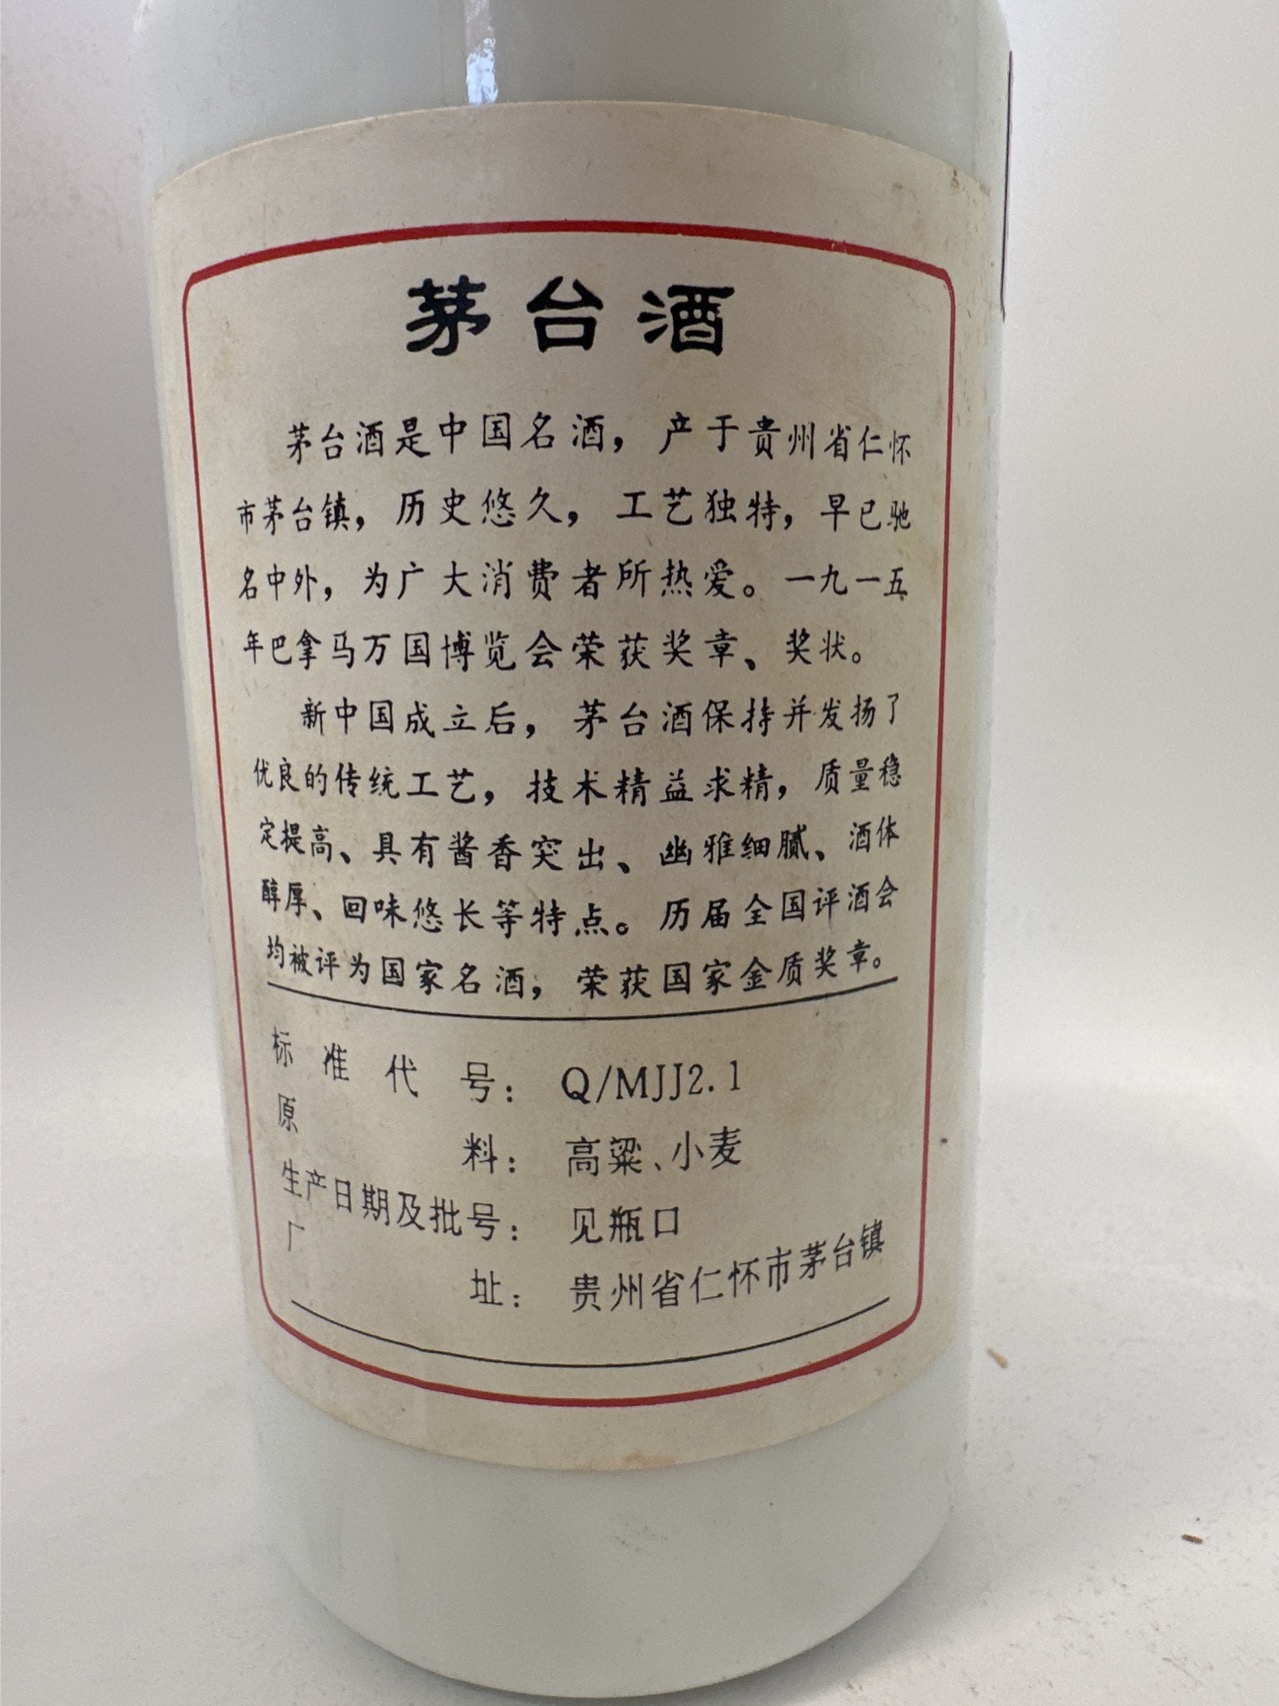 茅台酒
茅台酒是中国名酒，产于贵州省仁怀
市茅台镇，历史悠久，工艺独特，早已驰
名中外，为广大消费者所热爱。一九一五
年巴拿马万国博览会荣获奖章、奖状。
新中国成立后，茅台酒保持并发扬了
优良的传统工艺，技术精益求精，质量稳
定提高、具有酱香突出、幽雅细腻、酒体
醇厚、回味悠长等特点。历届全国评酒会
均被评为国家名酒，荣获国家金质奖章。
标准代号：Q/MJJ2.1
原料：高粱、小麦
生产日期及批号：见瓶口
厂址：贵州省仁怀市茅台镇